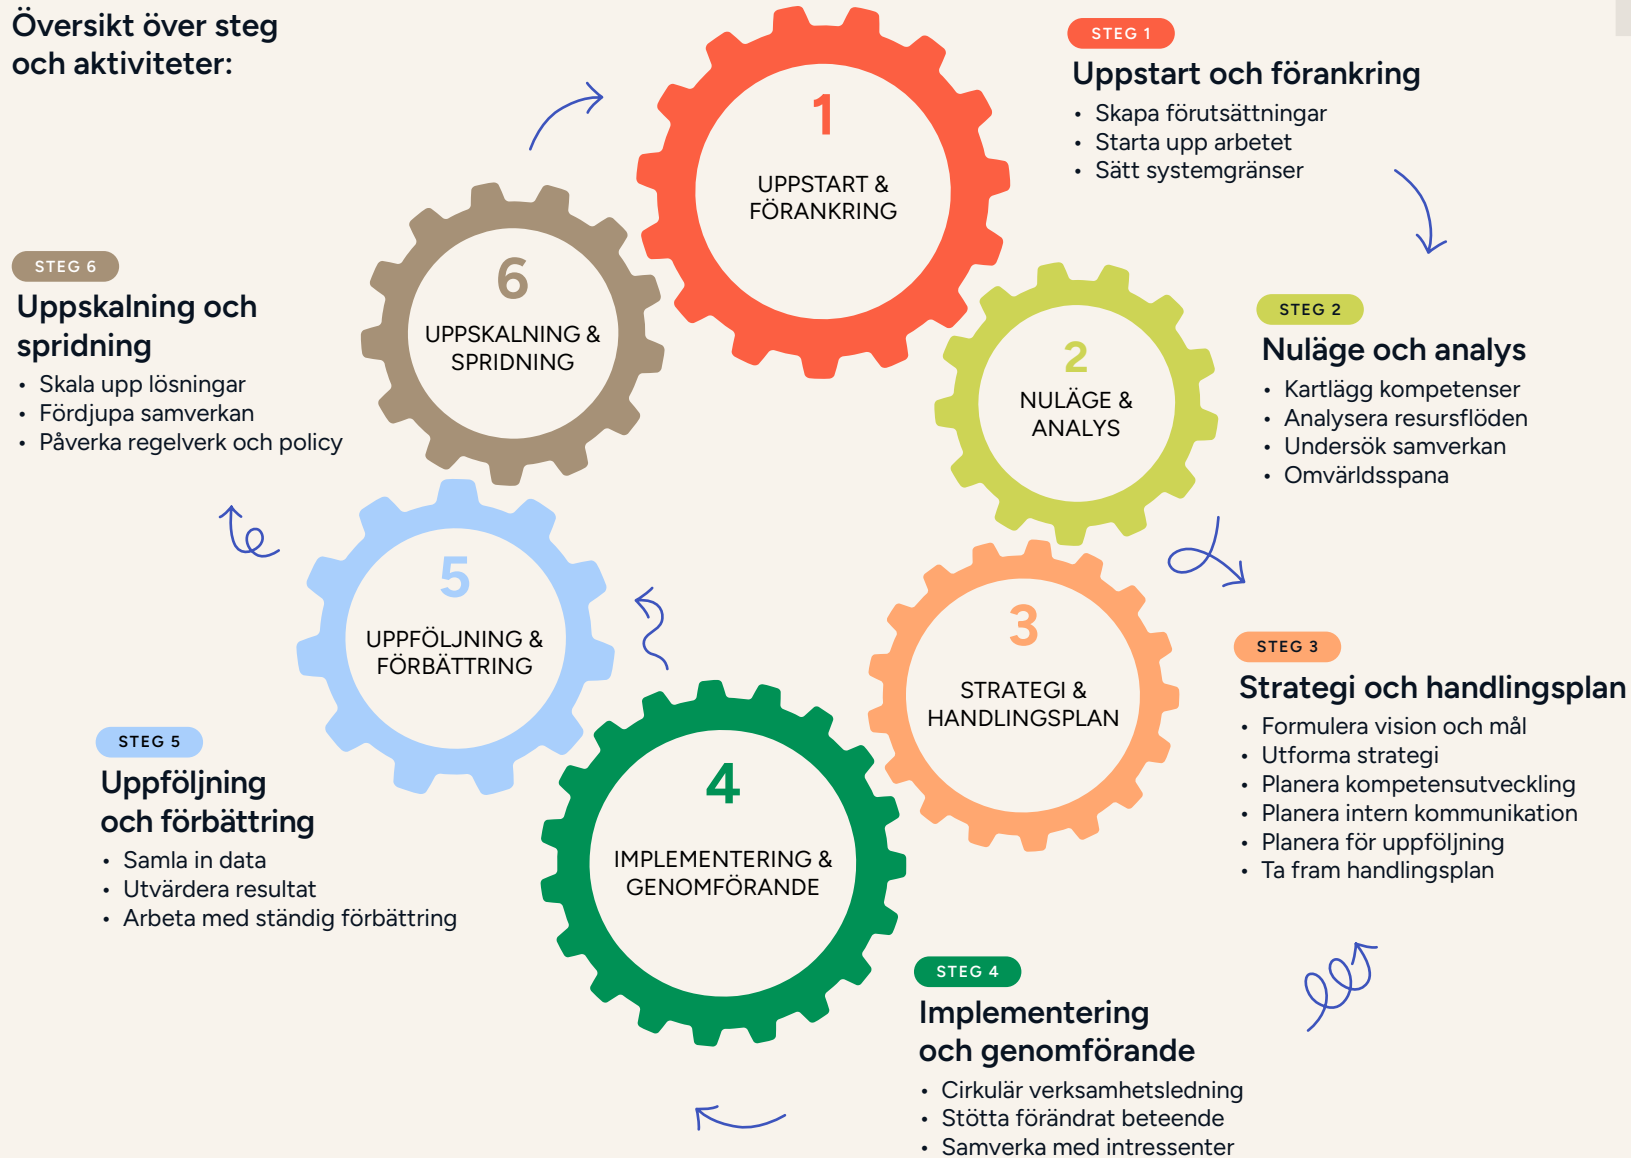 Översikt över steg
och aktiviteter:
1
UPPSTART &
FÖRANKRING
STEG 1
Uppstart och förankring
• Skapa förutsättningar
• Starta upp arbetet
• Sätt systemgränser
2
NULÄGE &
ANALYS
STEG 2
Nuläge och analys
• Kartlägg kompetenser
• Analysera resursflöden
• Undersök samverkan
• Omvärldsspana
3
STRATEGI &
HANDLINGSPLAN
STEG 3
Strategi och handlingsplan
• Formulera vision och mål
• Utforma strategi
• Planera kompetensutveckling
• Planera intern kommunikation
• Planera för uppföljning
• Ta fram handlingsplan
4
IMPLEMENTERING &
GENOMFÖRANDE
STEG 4
Implementering
och genomförande
• Cirkulär verksamhetsledning
• Stötta förändrat beteende
• Samverka med intressenter
5
UPPFÖLJNING &
FÖRBÄTTRING
STEG 5
Uppföljning
och förbättring
• Samla in data
• Utvärdera resultat
• Arbeta med ständig förbättring
6
UPPSKALNING &
SPRIDNING
STEG 6
Uppskalning och
spridning
• Skala upp lösningar
• Fördjupa samverkan
• Påverka regelverk och policy